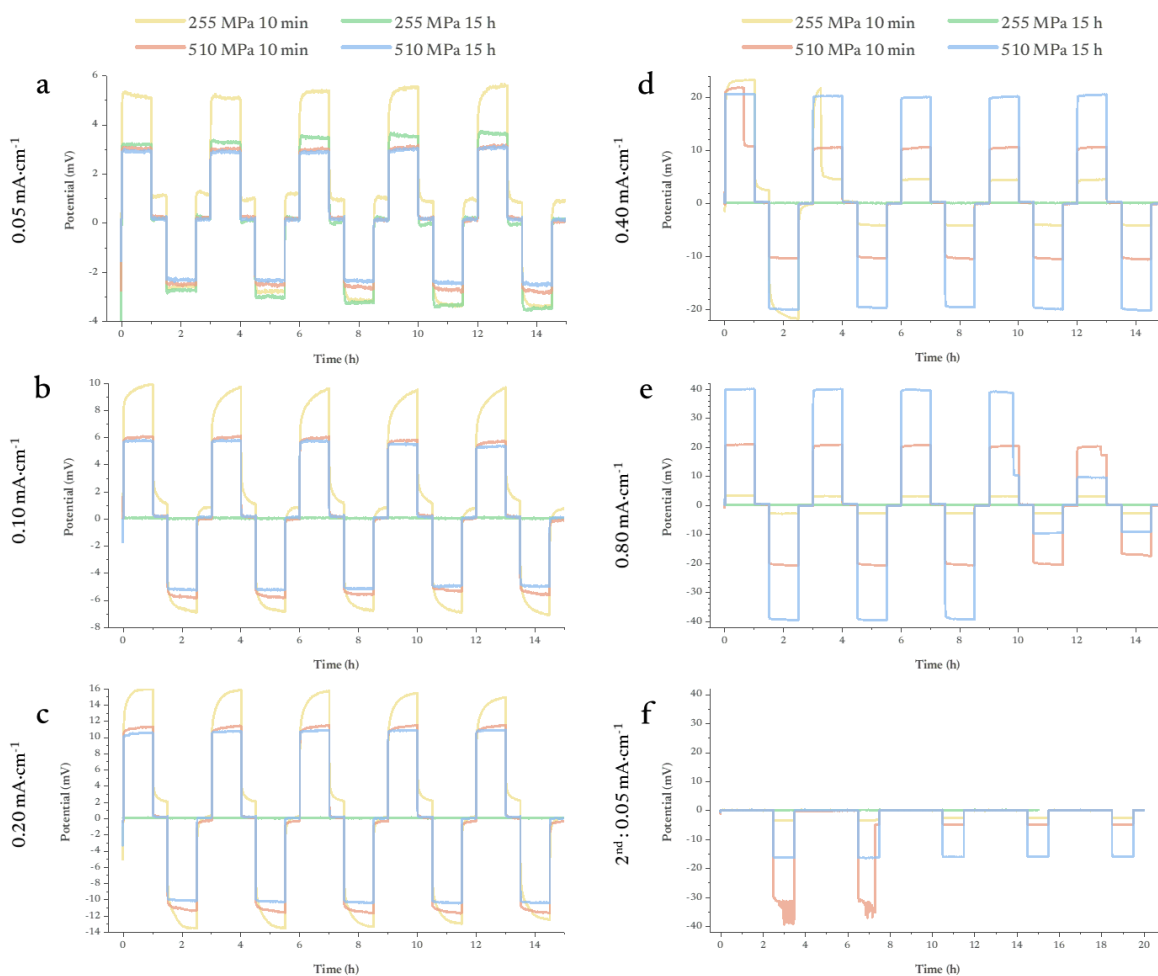 255 MPa 10 min
255 MPa 15 h
510 MPa 10 min
510 MPa 15 h
255 MPa 10 min
255 MPa 15 h
510 MPa 10 min
510 MPa 15 h
a
0.05 mA·cm⁻¹
Potential (mV)
6
4
2
0
-2
-4
0 2 4 6 8 10 12 14
Time (h)
b
0.10 mA·cm⁻¹
Potential (mV)
10
8
6
4
2
0
-2
-4
-6
-8
0 2 4 6 8 10 12 14
Time (h)
c
0.20 mA·cm⁻¹
Potential (mV)
16
14
12
10
8
6
4
2
0
-2
-4
-6
-8
-10
-12
-14
0 2 4 6 8 10 12 14
Time (h)
d
0.40 mA·cm⁻¹
Potential (mV)
20
10
0
-10
-20
0 2 4 6 8 10 12 14
Time (h)
e
0.80 mA·cm⁻¹
Potential (mV)
40
30
20
10
0
-10
-20
-30
-40
0 2 4 6 8 10 12 14
Time (h)
f
2ⁿᵈ: 0.05 mA·cm⁻¹
Potential (mV)
40
30
20
10
0
-10
-20
-30
-40
0 2 4 6 8 10 12 14 16 18 20
Time (h)